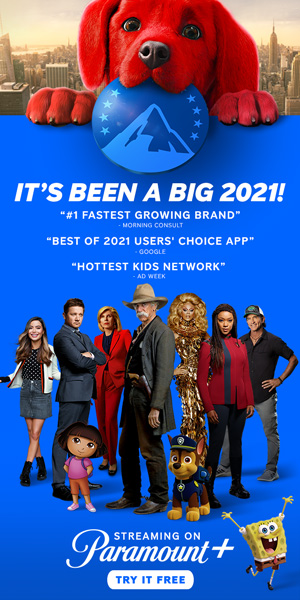 IT'S BEEN A BIG 2021!
"#1 FASTEST GROWING BRAND"
- MORNING CONSULT
"BEST OF 2021 USERS' CHOICE APP"
- GOOGLE
"HOTTEST KIDS NETWORK"
- AD WEEK
STREAMING ON
Paramount+
TRY IT FREE